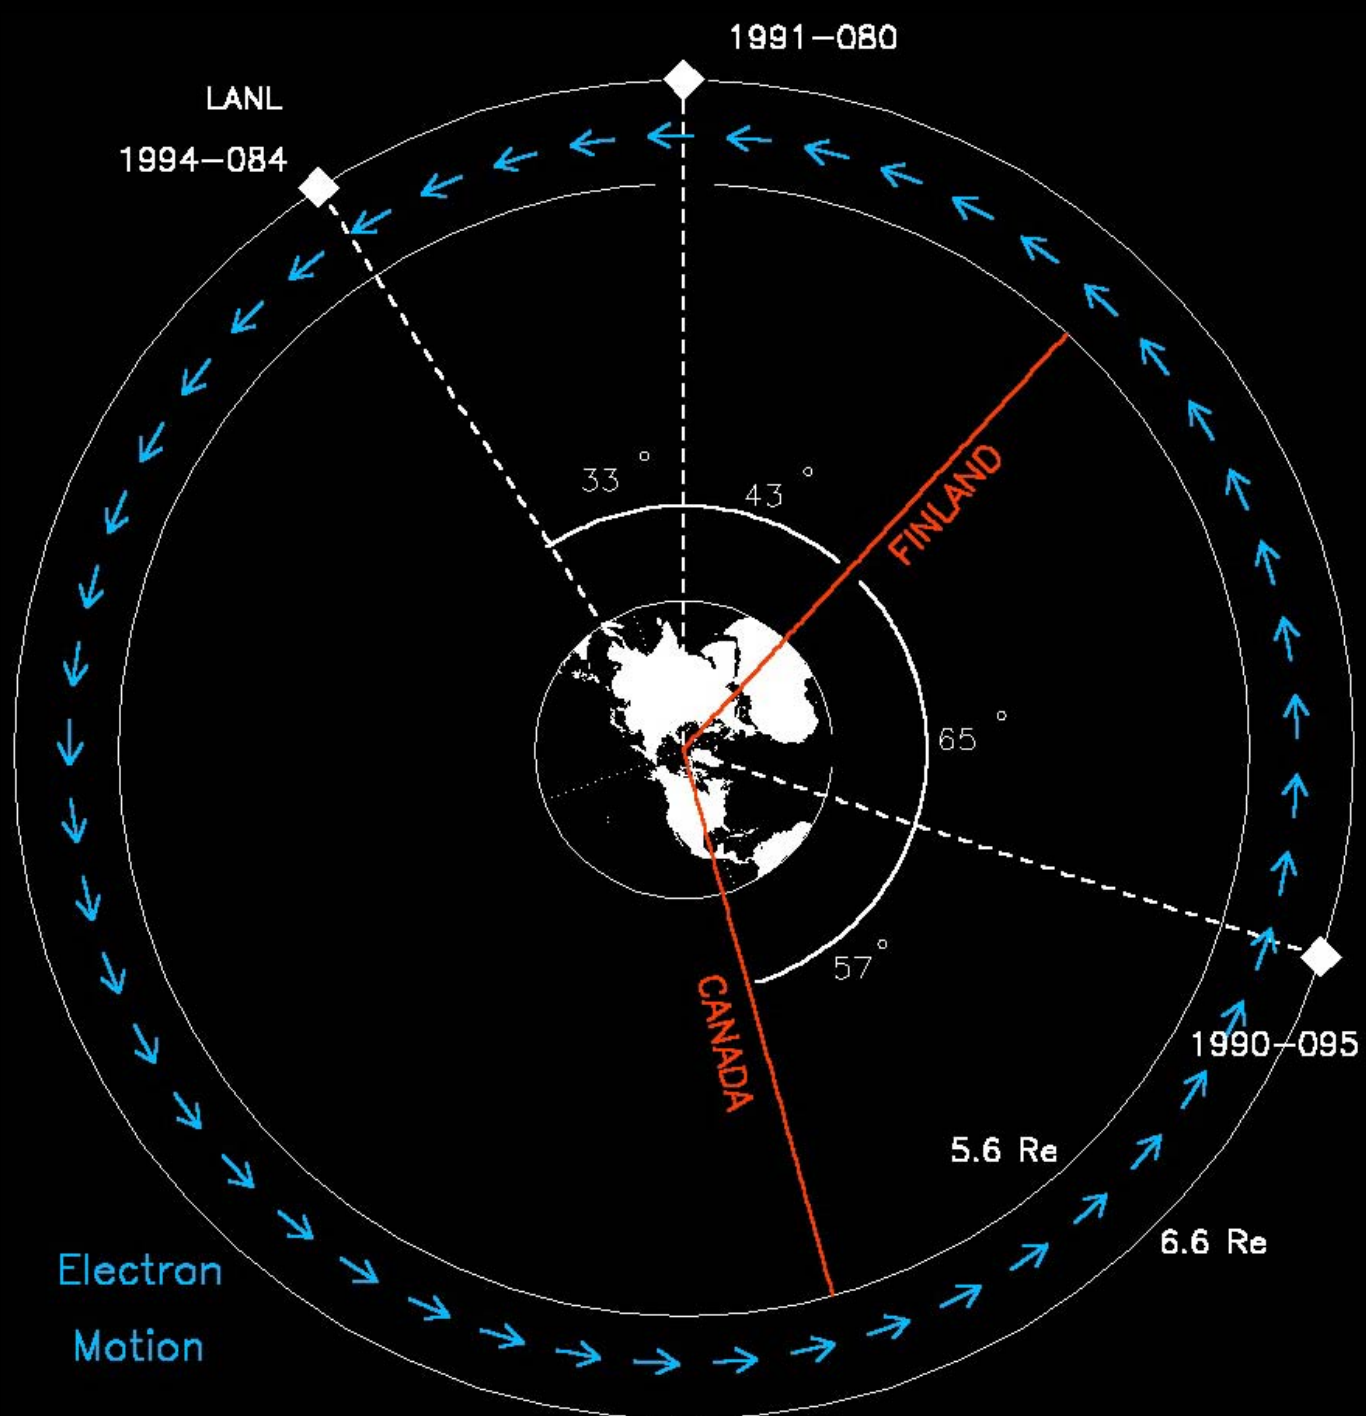 1991-080
LANL
1994-084
33°
43°
FINLAND
65°
57°
CANADA
1990-095
5.6 Re
6.6 Re
Electron
Motion